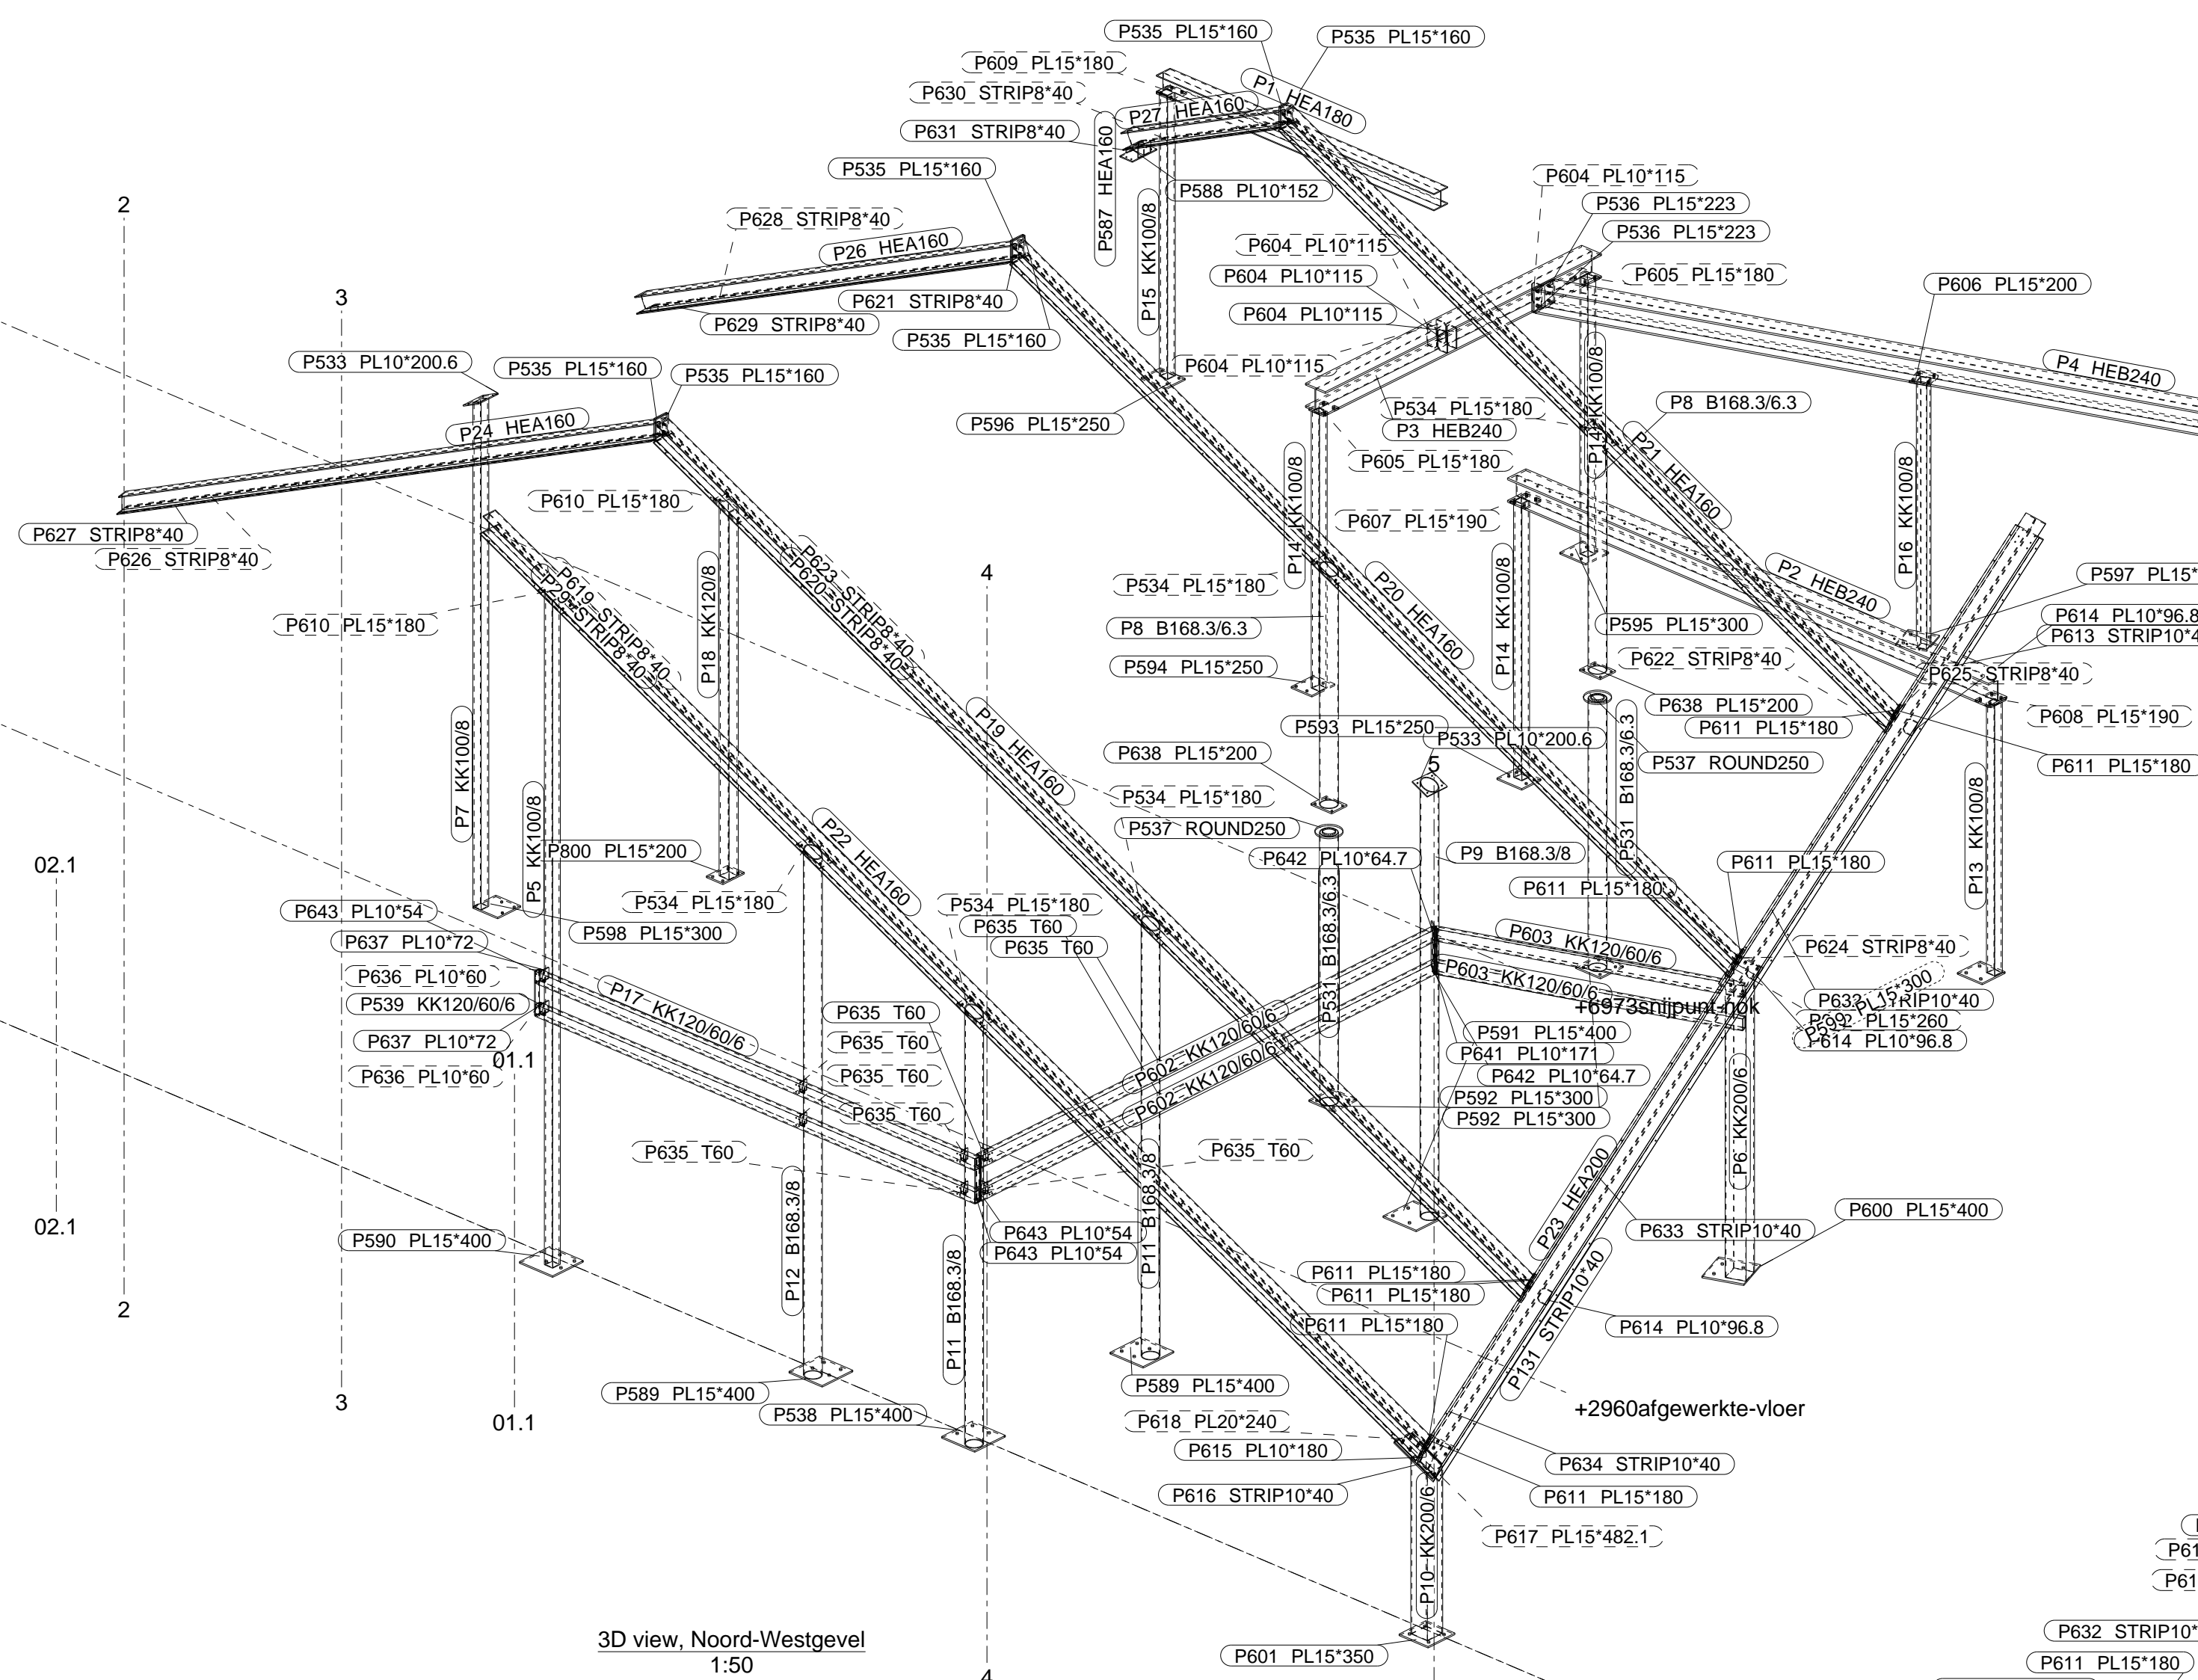 P535 PL15*160
P535 PL15*160
P609 PL15*180
P630 STRIP8*40
P1 HEA180
P27 HEA160
P631 STRIP8*40
P587 HEA160
P588 PL10*152
P535 PL15*160
P604 PL10*115
P536 PL15*223
P536 PL15*223
2
P628 STRIP8*40
P26 HEA160
P15 KK100/8
P604 PL10*115
P604 PL10*115
P605 PL15*180
P606 PL15*200
3
P621 STRIP8*40
P629 STRIP8*40
P535 PL15*160
P604 PL10*115
P604 PL10*115
P533 PL10*200.6
P535 PL15*160
P535 PL15*160
P4 HEB240
P534 PL15*180
P8 B168.3/6.3
P3 HEB240
P14 KK100/8
P596 PL15*250
P24 HEA160
P605 PL15*180
P21 HEA160
P14 KK100/8
P16 KK100/8
P610 PL15*180
P607 PL15*190
P627 STRIP8*40
P626 STRIP8*40
4
P623 STRIP8*40
P620 STRIP8*40
P619 STRIP8*40
P29 STRIP8*40
P18 KK120/8
P534 PL15*180
P20 HEA160
P14 KK100/8
P2 HEB240
P597 PL15*
P614 PL10*96.8
P613 STRIP10*4
P610 PL15*180
P8 B168.3/6.3
P595 PL15*300
P594 PL15*250
P622 STRIP8*40
P625 STRIP8*40
P638 PL15*200
P608 PL15*190
P611 PL15*180
P593 PL15*250
P533 PL10*200.6
P19 HEA160
P7 KK100/8
P638 PL15*200
5
P537 ROUND250
P611 PL15*180
P531 B168.3/6.3
P534 PL15*180
P537 ROUND250
P5 KK100/8
P22 HEA160
P800 PL15*200
P642 PL10*64.7
P9 B168.3/8
P611 PL15*180
P13 KK100/8
02.1
P534 PL15*180
P534 PL15*180
P611 PL15*180
P643 PL10*54
P635 T60
P598 PL15*300
P637 PL10*72
P635 T60
P603 KK120/60/6
P624 STRIP8*40
P531 B168.3/6.3
P636 PL10*60
P603 KK120/60/6
P17 KK120/60/6
P539 KK120/60/6
P635 T60
+6973snijpunt-nok
P599 PL15*300
P602 KK120/60/6
P591 PL15*400
P637 PL10*72
P635 T60
P641 PL10*171
P614 PL10*96.8
01.1
P636 PL10*60
P635 T60
P602 KK120/60/6
P642 PL10*64.7
P592 PL15*300
P592 PL15*300
P635 T60
P635 T60
P635 T60
P6 KK200/6
02.1
P590 PL15*400
P12 B168.3/8
P11 B168.3/8
P11 B168.3/8
P643 PL10*54
P643 PL10*54
P23 HEA200
P600 PL15*400
P633 STRIP10*40
2
P611 PL15*180
P611 PL15*180
P611 PL15*180
P614 PL10*96.8
P131 STRIP10*40
3
P589 PL15*400
P589 PL15*400
P538 PL15*400
01.1
+2960afgewerkte-vloer
P618 PL20*240
P615 PL10*180
P634 STRIP10*40
P616 STRIP10*40
P611 PL15*180
P617 PL15*482.1
P10 KK200/6
P61
P61
3D view, Noord-Westgevel
1:50
P601 PL15*350
P632 STRIP10*
P611 PL15*180
4